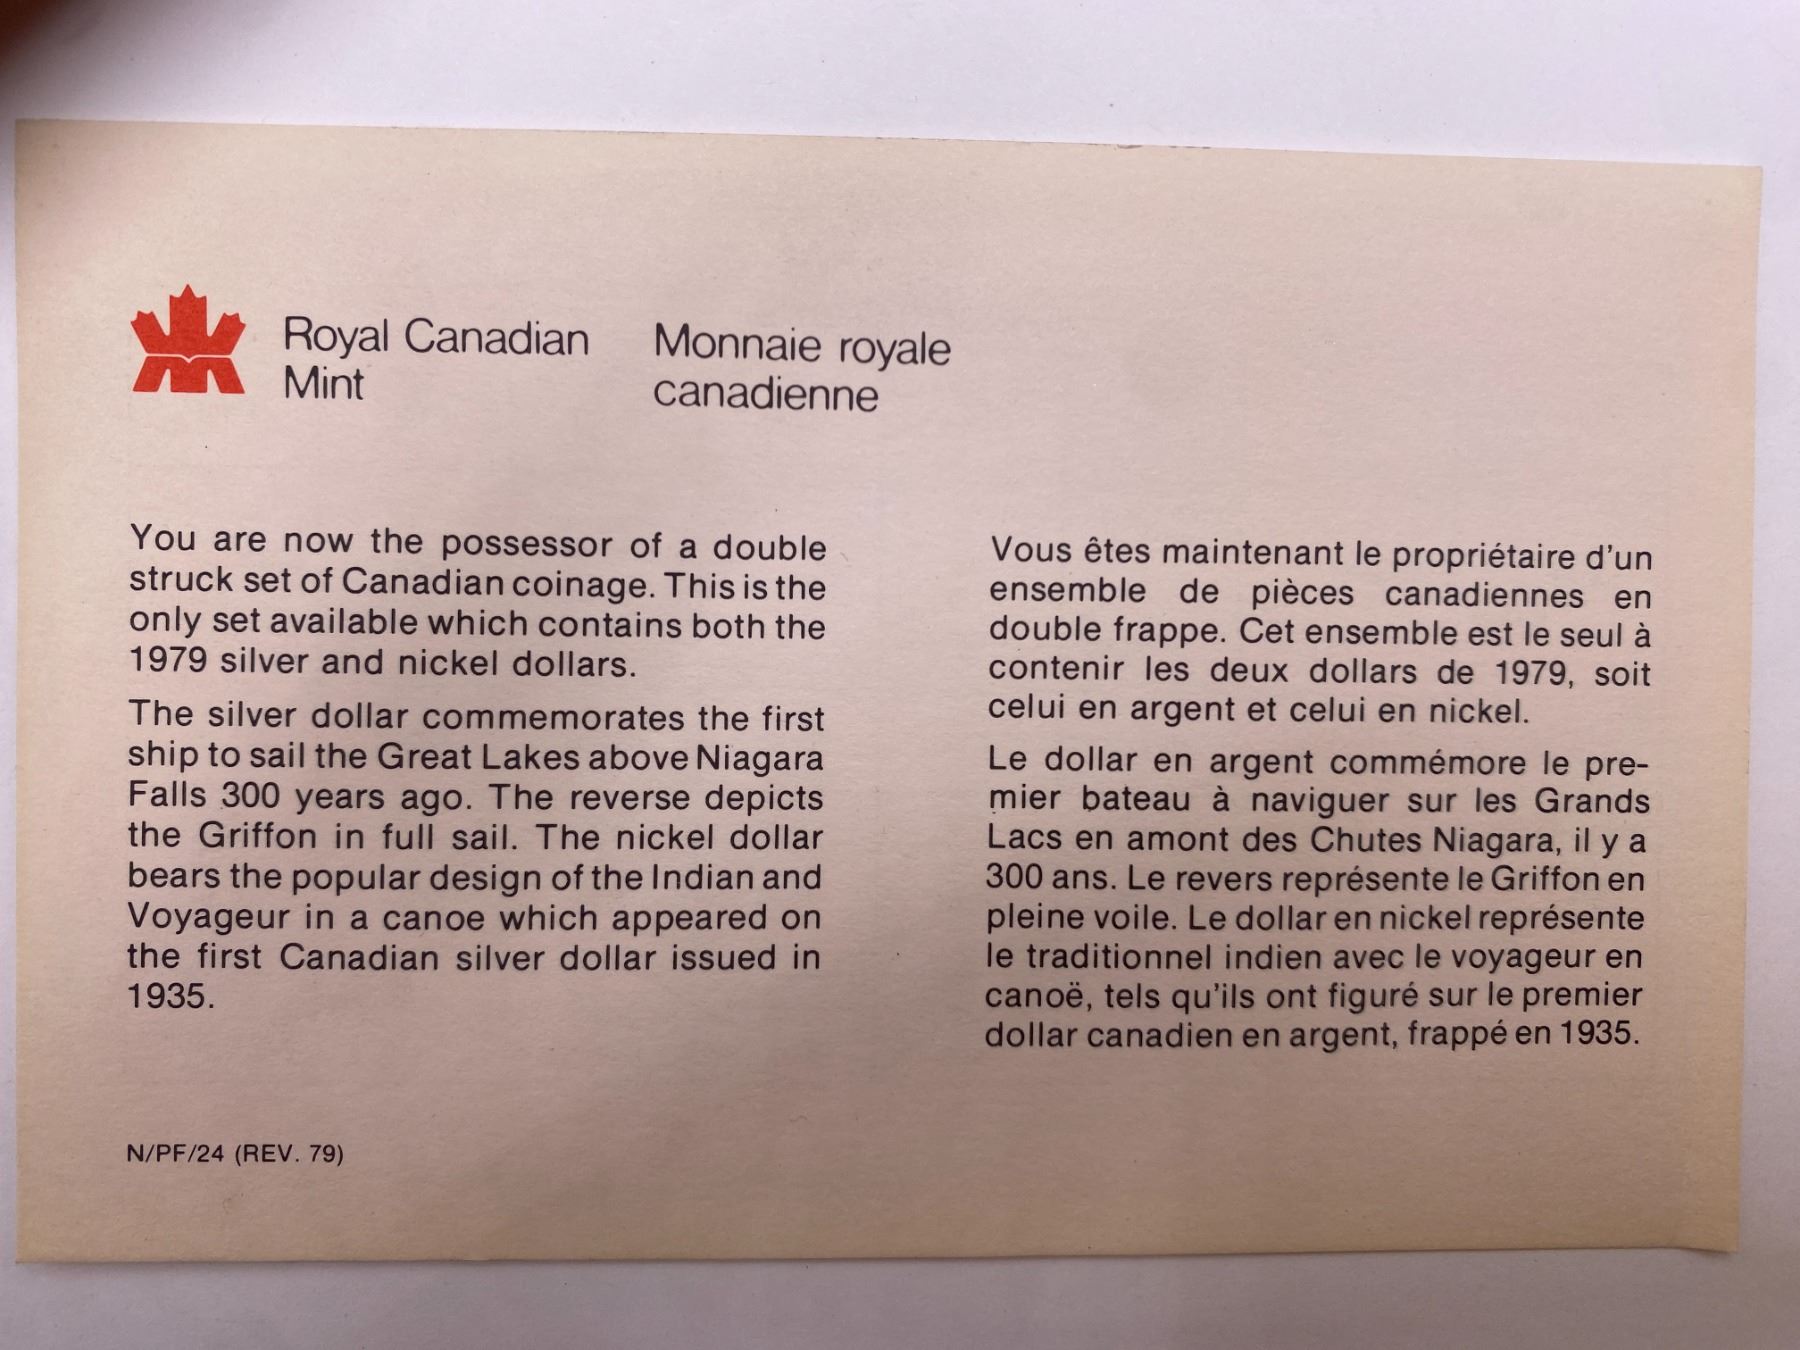 Royal Canadian
Mint
Monnaie royale
canadienne
You are now the possessor of a double
struck set of Canadian coinage. This is the
only set available which contains both the
1979 silver and nickel dollars.
The silver dollar commemorates the first
ship to sail the Great Lakes above Niagara
Falls 300 years ago. The reverse depicts
the Griffon in full sail. The nickel dollar
bears the popular design of the Indian and
Voyageur in a canoe which appeared on
the first Canadian silver dollar issued in
1935.
Vous êtes maintenant le propriétaire d'un
ensemble de pièces canadiennes en
double frappe. Cet ensemble est le seul à
contenir les deux dollars de 1979, soit
celui en argent et celui en nickel.
Le dollar en argent commémore le pre-
mier bateau à naviguer sur les Grands
Lacs en amont des Chutes Niagara, il y a
300 ans. Le revers représente le Griffon en
pleine voile. Le dollar en nickel représente
le traditionnel indien avec le voyageur en
canoë, tels qu'ils ont figuré sur le premier
dollar canadien en argent, frappé en 1935.
N/PF/24 (REV. 79)